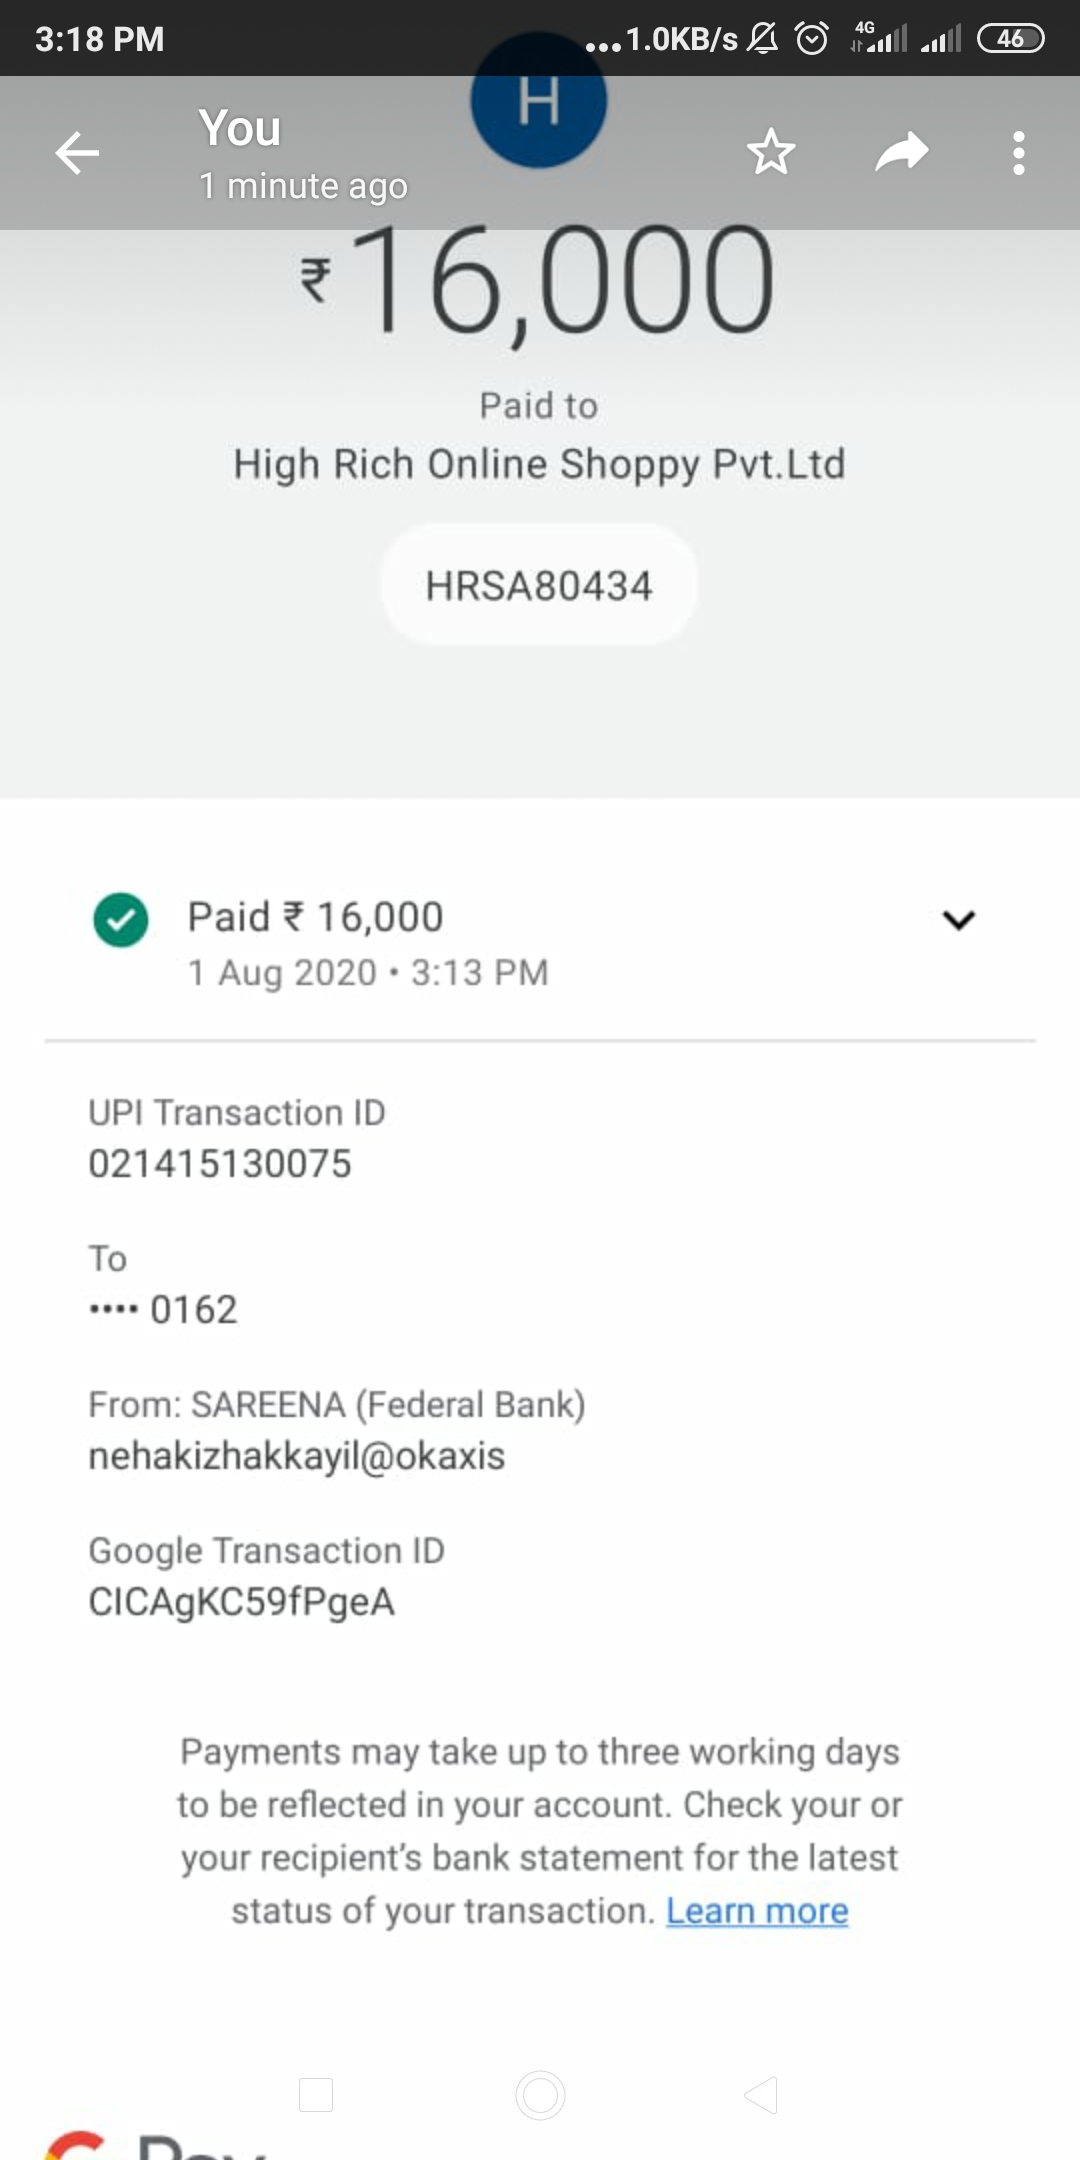 3:18 PM
...1.0KB/s 4G 46
H
You
1 minute ago
₹16,000
Paid to
High Rich Online Shoppy Pvt.Ltd
HRSA80434
Paid ₹ 16,000
1 Aug 2020 • 3:13 PM
UPI Transaction ID
021415130075
To
•••• 0162
From: SAREENA (Federal Bank)
nehakizhakkayil@okaxis
Google Transaction ID
CICAgKC59fPgeA
Payments may take up to three working days
to be reflected in your account. Check your or
your recipient's bank statement for the latest
status of your transaction. Learn more
G Pay